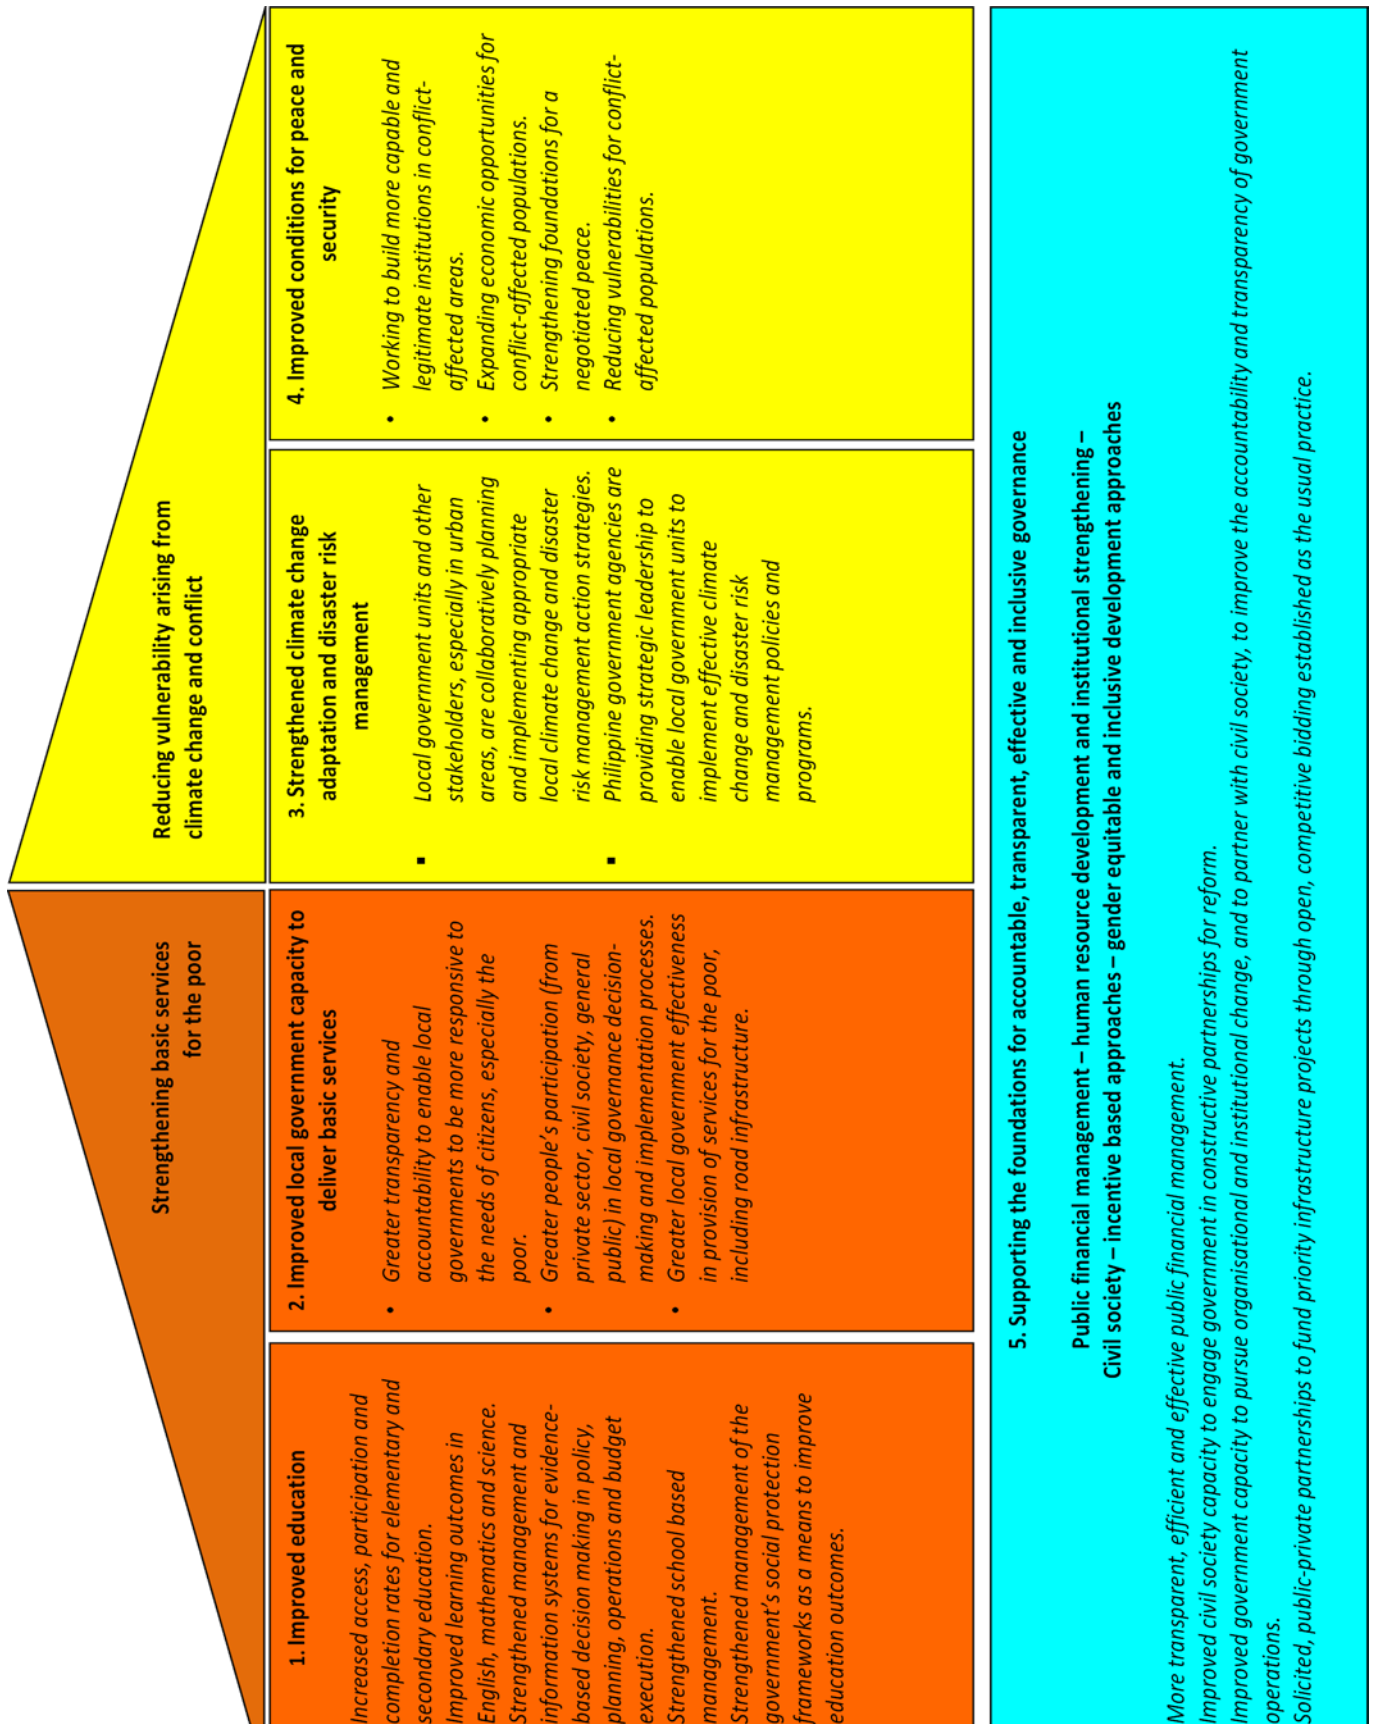 Strengthening basic services
for the poor
Reducing vulnerability arising from
climate change and conflict
1. Improved education
Increased access, participation and
completion rates for elementary and
secondary education.
Improved learning outcomes in
English, mathematics and science.
Strengthened management and
information systems for evidence-
based decision making in policy,
planning, operations and budget
execution.
Strengthened school based
management.
Strengthened management of the
government's social protection
frameworks as a means to improve
education outcomes.
2. Improved local government capacity to
deliver basic services
• Greater transparency and
accountability to enable local
governments to be more responsive to
the needs of citizens, especially the
poor.
• Greater people's participation (from
private sector, civil society, general
public) in local governance decision-
making and implementation processes.
• Greater local government effectiveness
in provision of services for the poor,
including road infrastructure.
3. Strengthened climate change
adaptation and disaster risk
management
▪ Local government units and other
stakeholders, especially in urban
areas, are collaboratively planning
and implementing appropriate
local climate change and disaster
risk management action strategies.
▪ Philippine government agencies are
providing strategic leadership to
enable local government units to
implement effective climate
change and disaster risk
management policies and
programs.
4. Improved conditions for peace and
security
• Working to build more capable and
legitimate institutions in conflict-
affected areas.
• Expanding economic opportunities for
conflict-affected populations.
• Strengthening foundations for a
negotiated peace.
• Reducing vulnerabilities for conflict-
affected populations.
5. Supporting the foundations for accountable, transparent, effective and inclusive governance
Public financial management – human resource development and institutional strengthening –
Civil society – incentive based approaches – gender equitable and inclusive development approaches
More transparent, efficient and effective public financial management.
Improved civil society capacity to engage government in constructive partnerships for reform.
Improved government capacity to pursue organisational and institutional change, and to partner with civil society, to improve the accountability and transparency of government
operations.
Solicited, public-private partnerships to fund priority infrastructure projects through open, competitive bidding established as the usual practice.